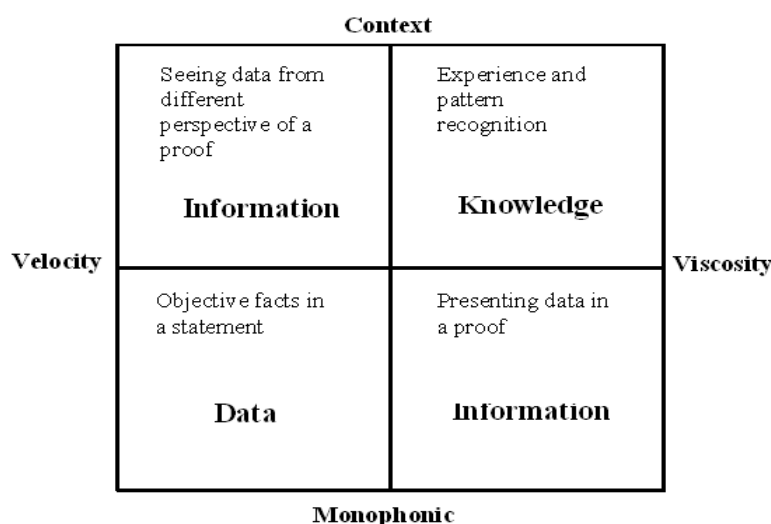 Context
Seeing data from
different
perspective of a
proof
Information
Experience and
pattern
recognition
Knowledge
Velocity
Viscosity
Objective facts in
a statement
Data
Presenting data in
a proof
Information
Monophonic